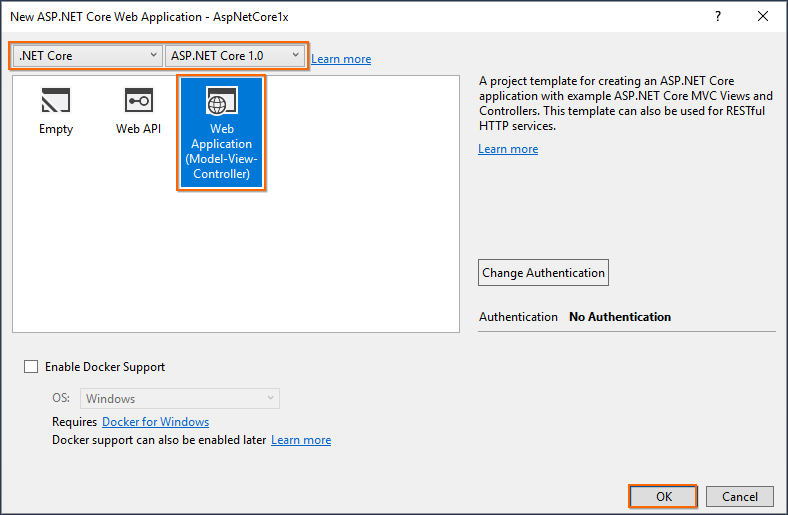 New ASP.NET Core Web Application - AspNetCore1x
?
.NET Core
ASP.NET Core 1.0
Learn more
Empty
Web API
Web
Application
(Model-View-
Controller)
A project template for creating an ASP.NET Core
application with example ASP.NET Core MVC Views and
Controllers. This template can also be used for RESTful
HTTP services.
Learn more
Change Authentication
Authentication No Authentication
Enable Docker Support
OS: Windows
Requires Docker for Windows
Docker support can also be enabled later Learn more
OK
Cancel